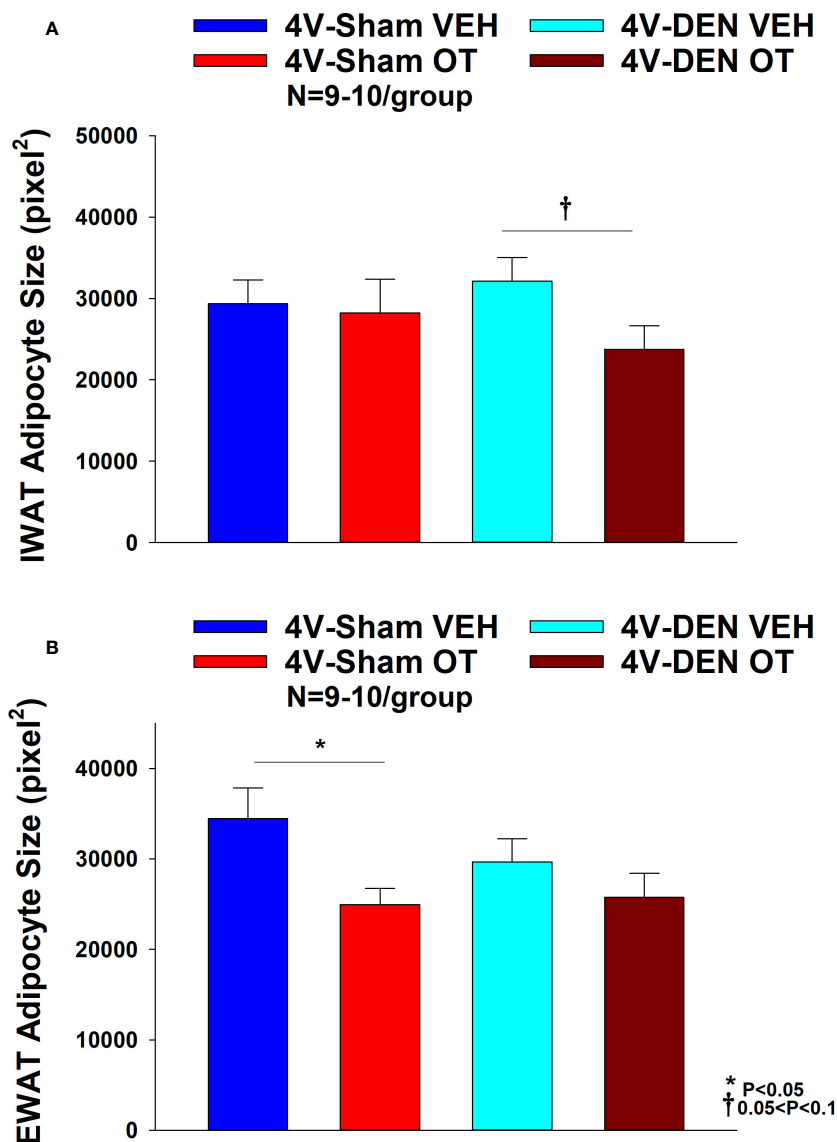 A
4V-Sham VEH 4V-DEN VEH
4V-Sham OT 4V-DEN OT
N=9-10/group
IWAT Adipocyte Size (pixel²)
50000
40000
30000
20000
10000
0
†
B
4V-Sham VEH 4V-DEN VEH
4V-Sham OT 4V-DEN OT
N=9-10/group
EWAT Adipocyte Size (pixel²)
40000
30000
20000
10000
0
*
* P<0.05
† 0.05<P<0.1